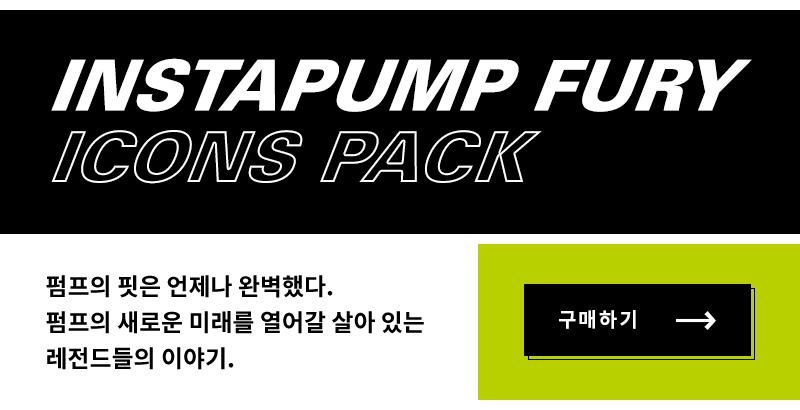 INSTAPUMP FURY
ICONS PACK
펌프의 핏은 언제나 완벽했다.
펌프의 새로운 미래를 열어갈 살아 있는
레전드들의 이야기.
구매하기